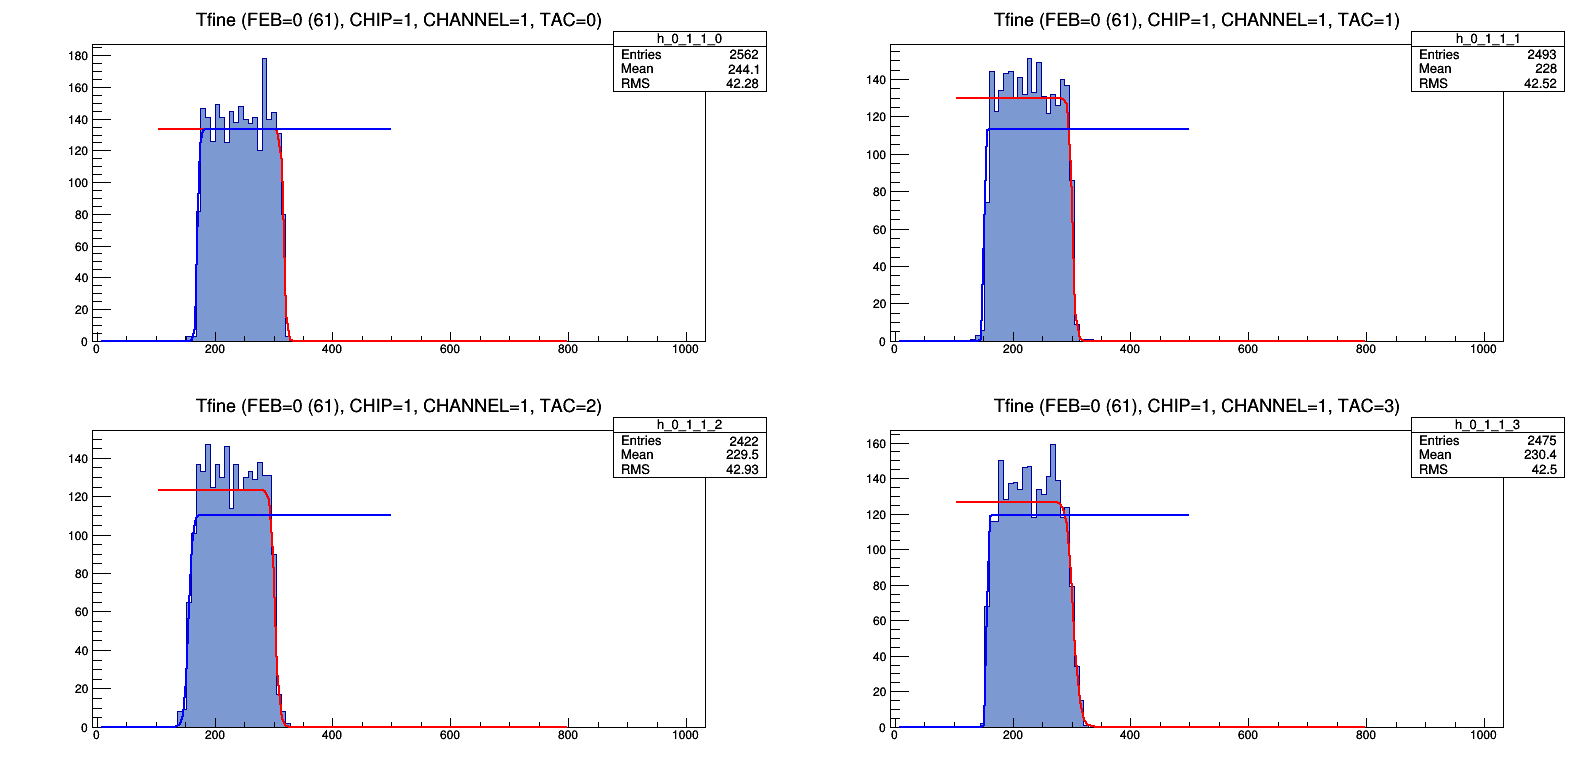 Tfine (FEB=0 (61), CHIP=1, CHANNEL=1, TAC=0)
h_0_1_1_0
Entries 2562
Mean 244.1
RMS 42.28
180
160
140
120
100
80
60
40
20
0
0 200 400 600 800 1000
Tfine (FEB=0 (61), CHIP=1, CHANNEL=1, TAC=1)
h_0_1_1_1
Entries 2493
Mean 228
RMS 42.52
140
120
100
80
60
40
20
0
0 200 400 600 800 1000
Tfine (FEB=0 (61), CHIP=1, CHANNEL=1, TAC=2)
h_0_1_1_2
Entries 2422
Mean 229.5
RMS 42.93
140
120
100
80
60
40
20
0
0 200 400 600 800 1000
Tfine (FEB=0 (61), CHIP=1, CHANNEL=1, TAC=3)
h_0_1_1_3
Entries 2475
Mean 230.4
RMS 42.5
160
140
120
100
80
60
40
20
0
0 200 400 600 800 1000